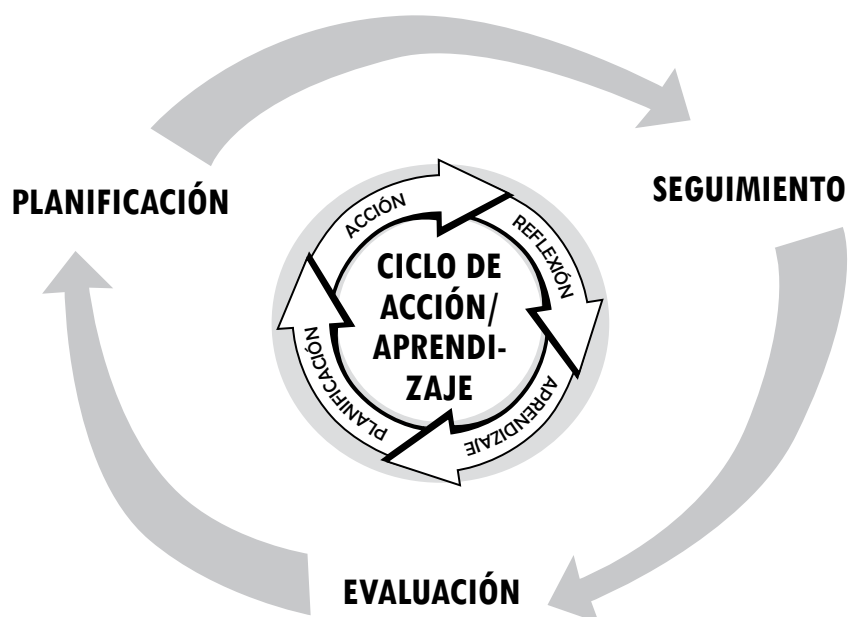 PLANIFICACIÓN
SEGUIMIENTO
ACCIÓN
REFLEXIÓN
CICLO DE
ACCIÓN/
APRENDI-
ZAJE
PLANIFICACIÓN
APRENDIZAJE
EVALUACIÓN